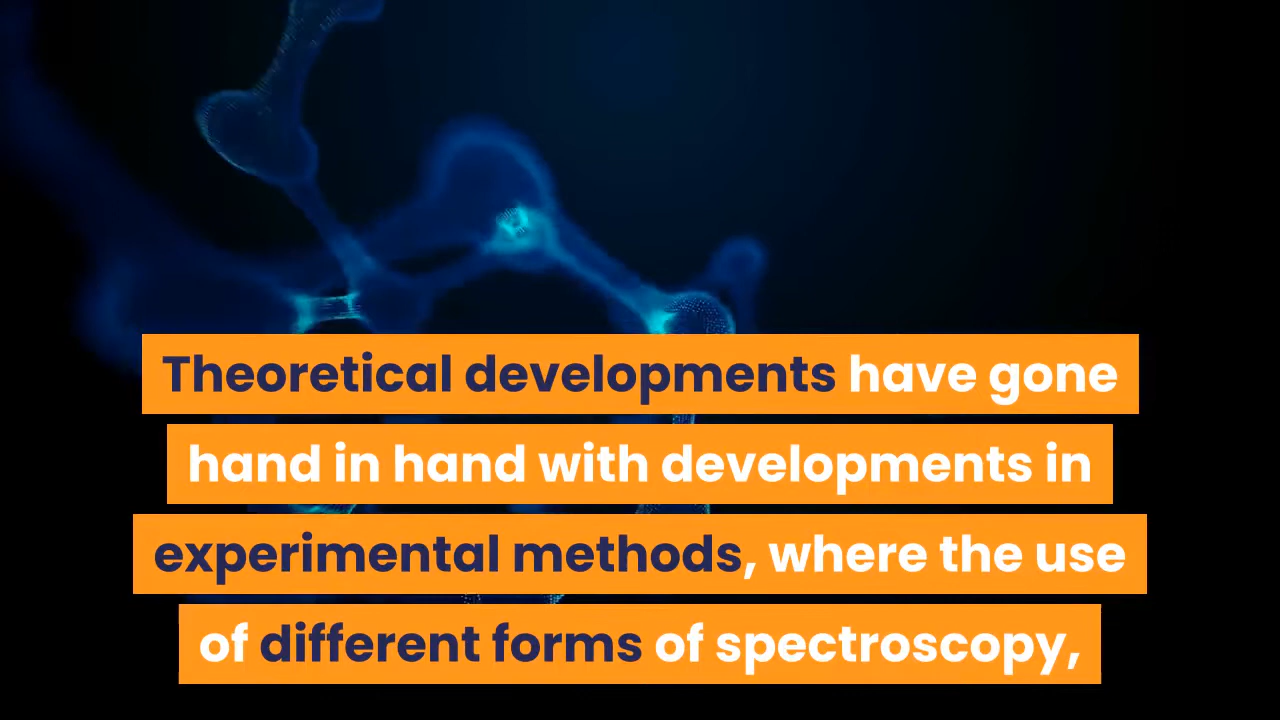 Theoretical developments have gone
hand in hand with developments in
experimental methods, where the use
of different forms of spectroscopy,